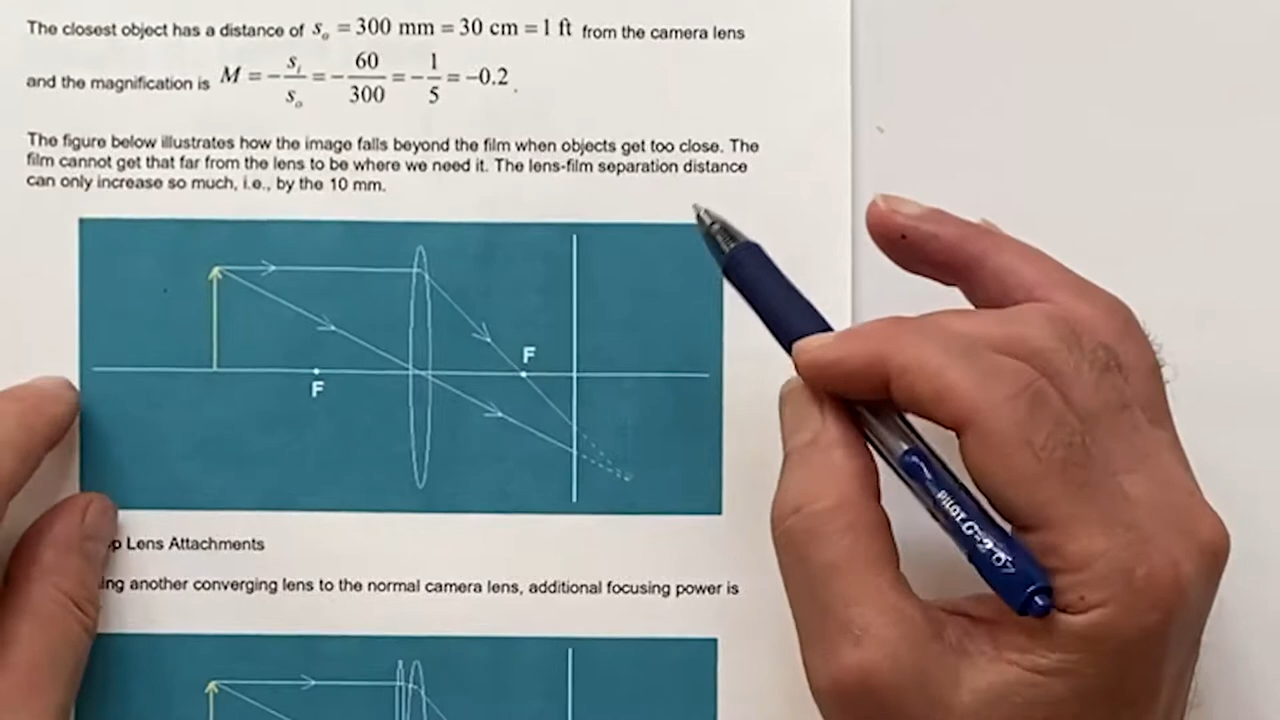 The closest object has a distance of sₒ = 300 mm = 30 cm = 1 ft from the camera lens
and the magnification is M = −sᵢ/sₒ = −60/300 = −1/5 = −0.2 .
The figure below illustrates how the image falls beyond the film when objects get too close. The
film cannot get that far from the lens to be where we need it. The lens-film separation distance
can only increase so much, i.e., by the 10 mm.
F
F
Lens Attachments
another converging lens to the normal camera lens, additional focusing power is
PILOT G-2 07